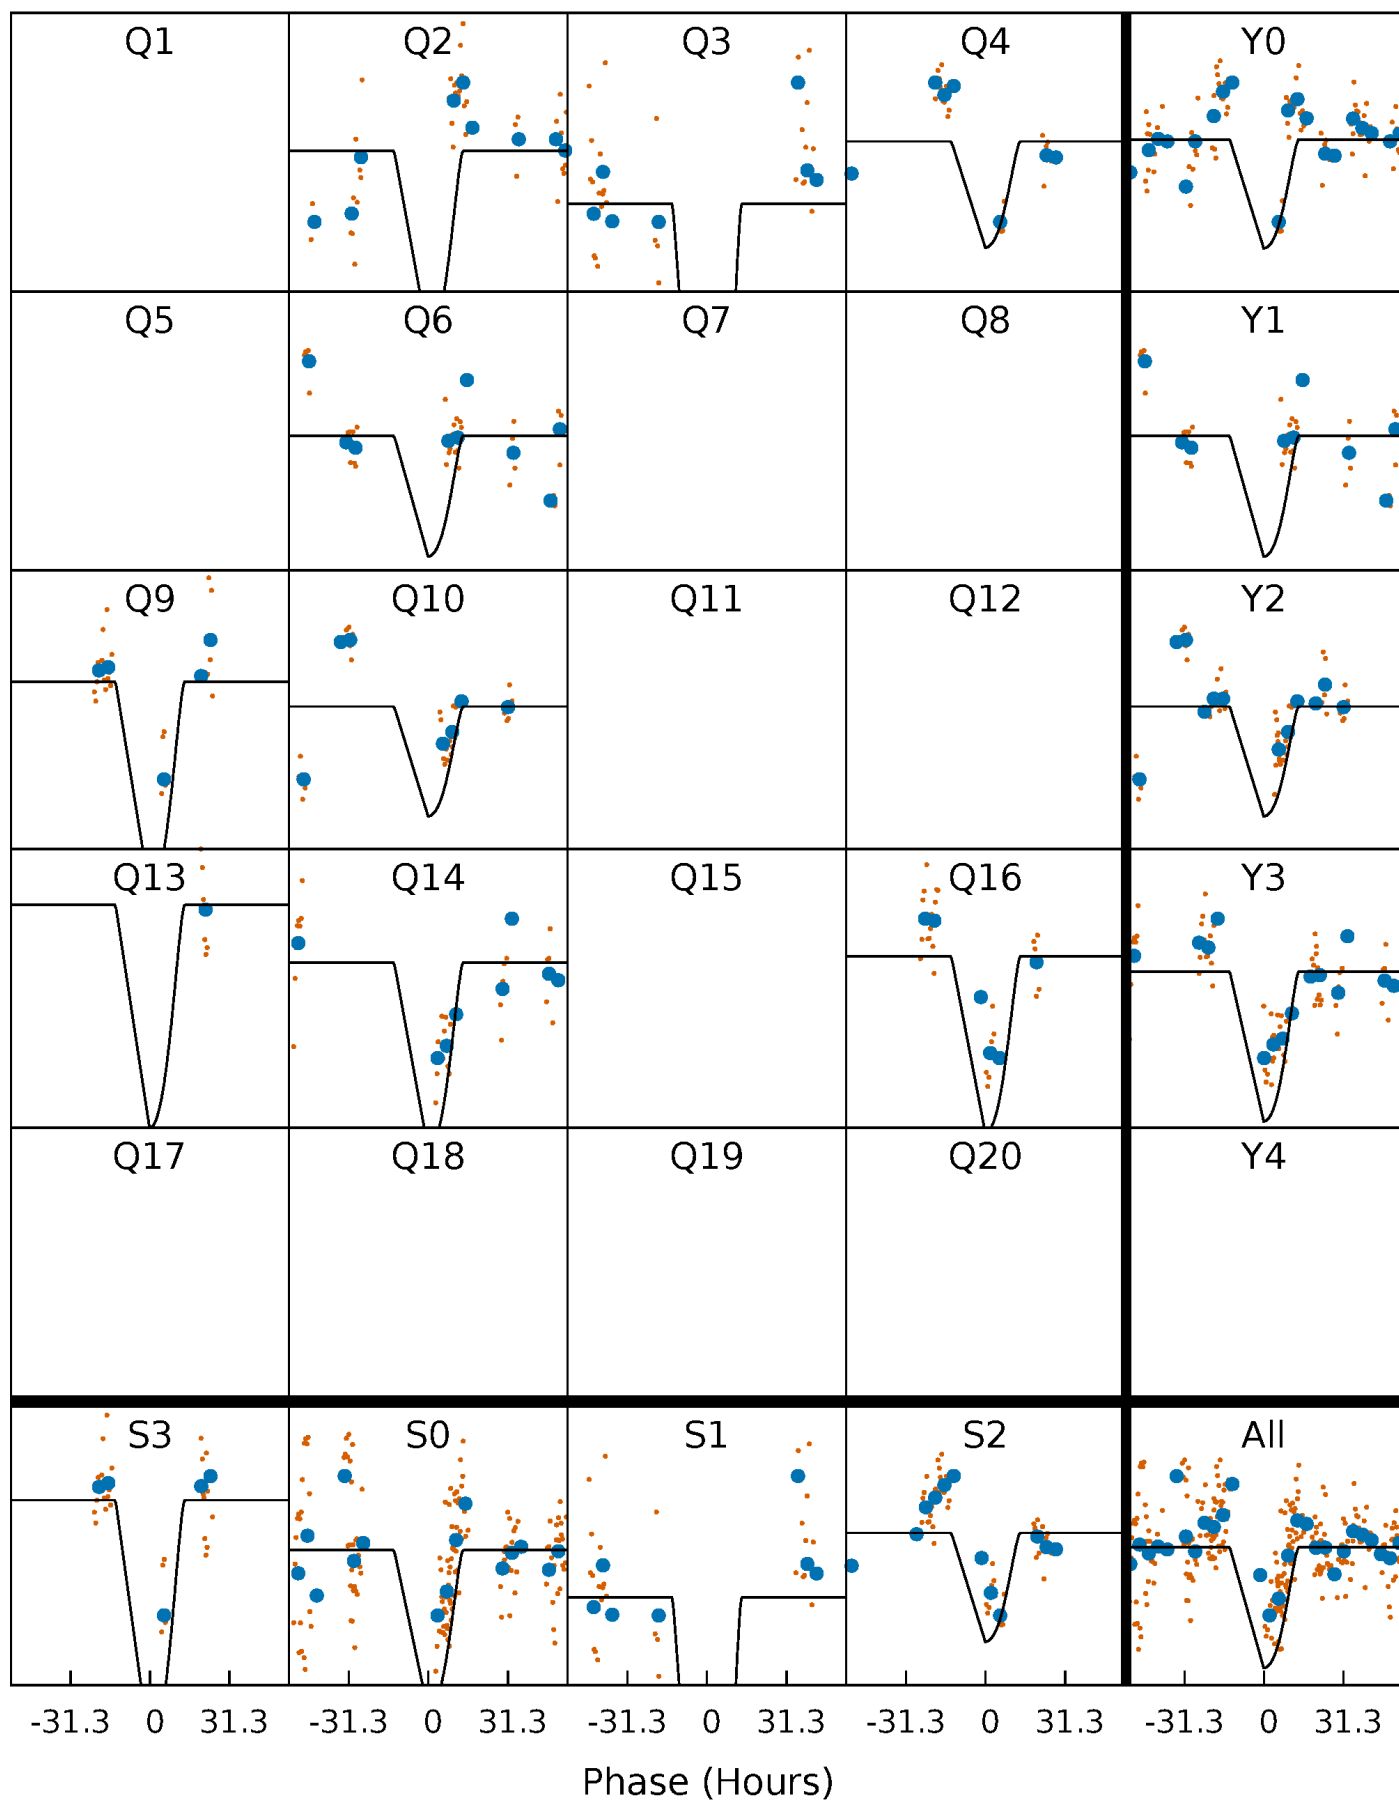 Q1 Q2 Q3 Q4 Y0
Q5 Q6 Q7 Q8 Y1
Q9 Q10 Q11 Q12 Y2
Q13 Q14 Q15 Q16 Y3
Q17 Q18 Q19 Q20 Y4
S3 S0 S1 S2 All
-31.3 0 31.3 -31.3 0 31.3 -31.3 0 31.3 -31.3 0 31.3 -31.3 0 31.3
Phase (Hours)